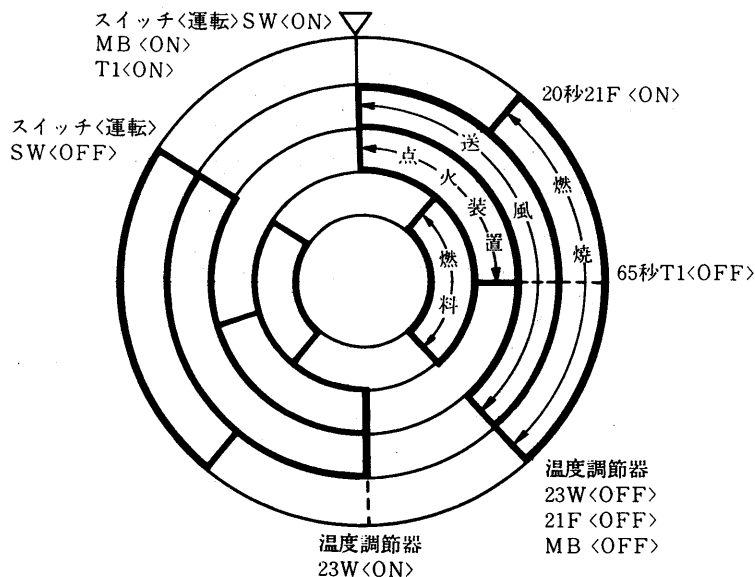 スイッチ<運転>SW<ON>
MB<ON>
T1<ON>
20秒21F<ON>
スイッチ<運転>
SW<OFF>
送風
点火装置
燃焼
燃料
65秒T1<OFF>
温度調節器
23W<OFF>
21F<OFF>
MB<OFF>
温度調節器
23W<ON>